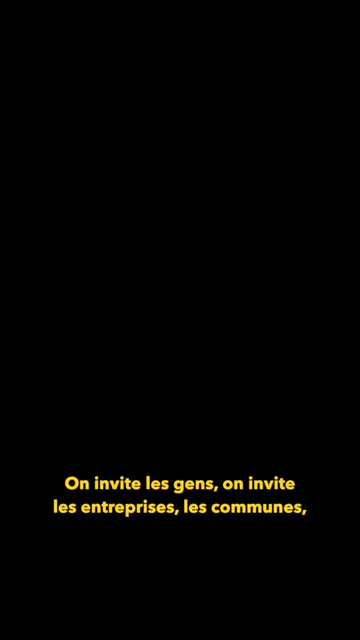 On invite les gens, on invite
les entreprises, les communes,